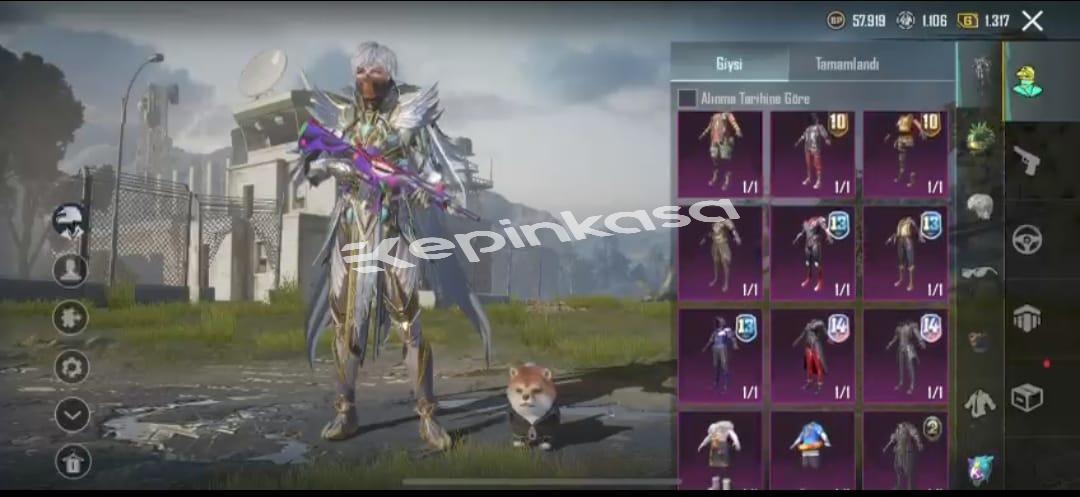 57.919 1.106 G 1.317
Giysi Tamamlandı
Alınma Tarihine Göre
10 10
1/1 1/1 1/1
kepinkasa
13 13
1/1 1/1 1/1
13 14 14
1/1 1/1 1/1
2